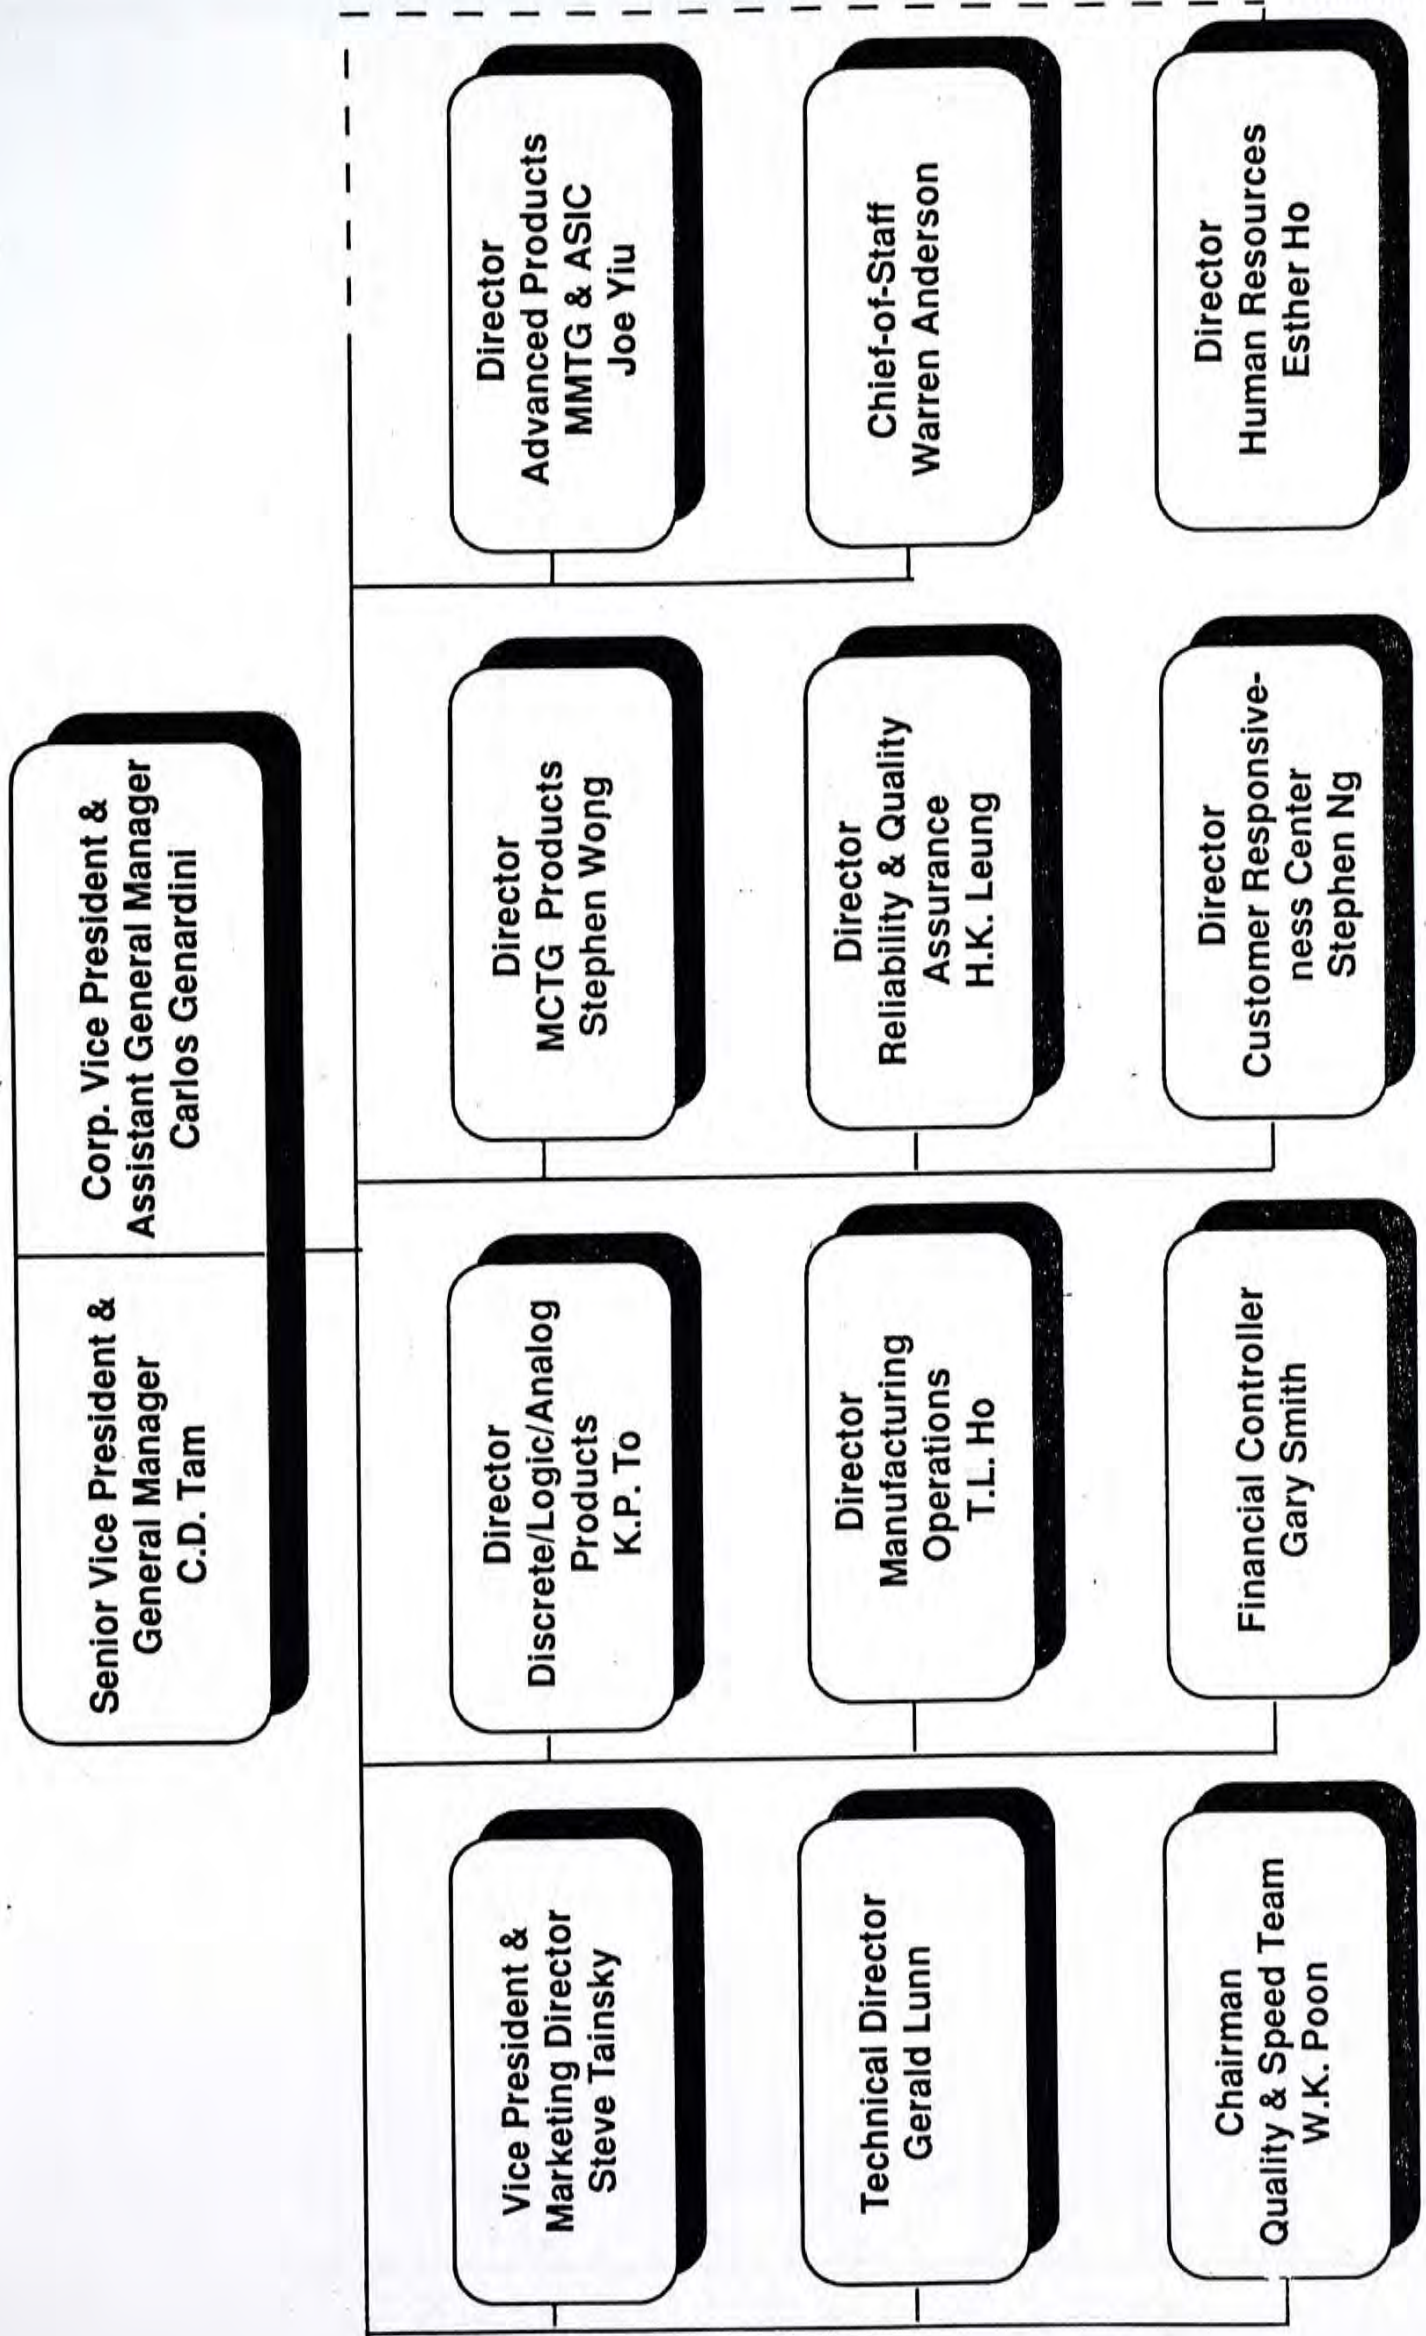 Senior Vice President &
General Manager
C.D. Tam
Corp. Vice President &
Assistant General Manager
Carlos Genardini
Vice President &
Marketing Director
Steve Tainsky
Director
Discrete/Logic/Analog
Products
K.P. To
Director
MCTG Products
Stephen Wong
Director
Advanced Products
MMTG & ASIC
Joe Yiu
Technical Director
Gerald Lunn
Director
Manufacturing
Operations
T.L. Ho
Director
Reliability & Quality
Assurance
H.K. Leung
Chief-of-Staff
Warren Anderson
Chairman
Quality & Speed Team
W.K. Poon
Financial Controller
Gary Smith
Director
Customer Responsive-
ness Center
Stephen Ng
Director
Human Resources
Esther Ho